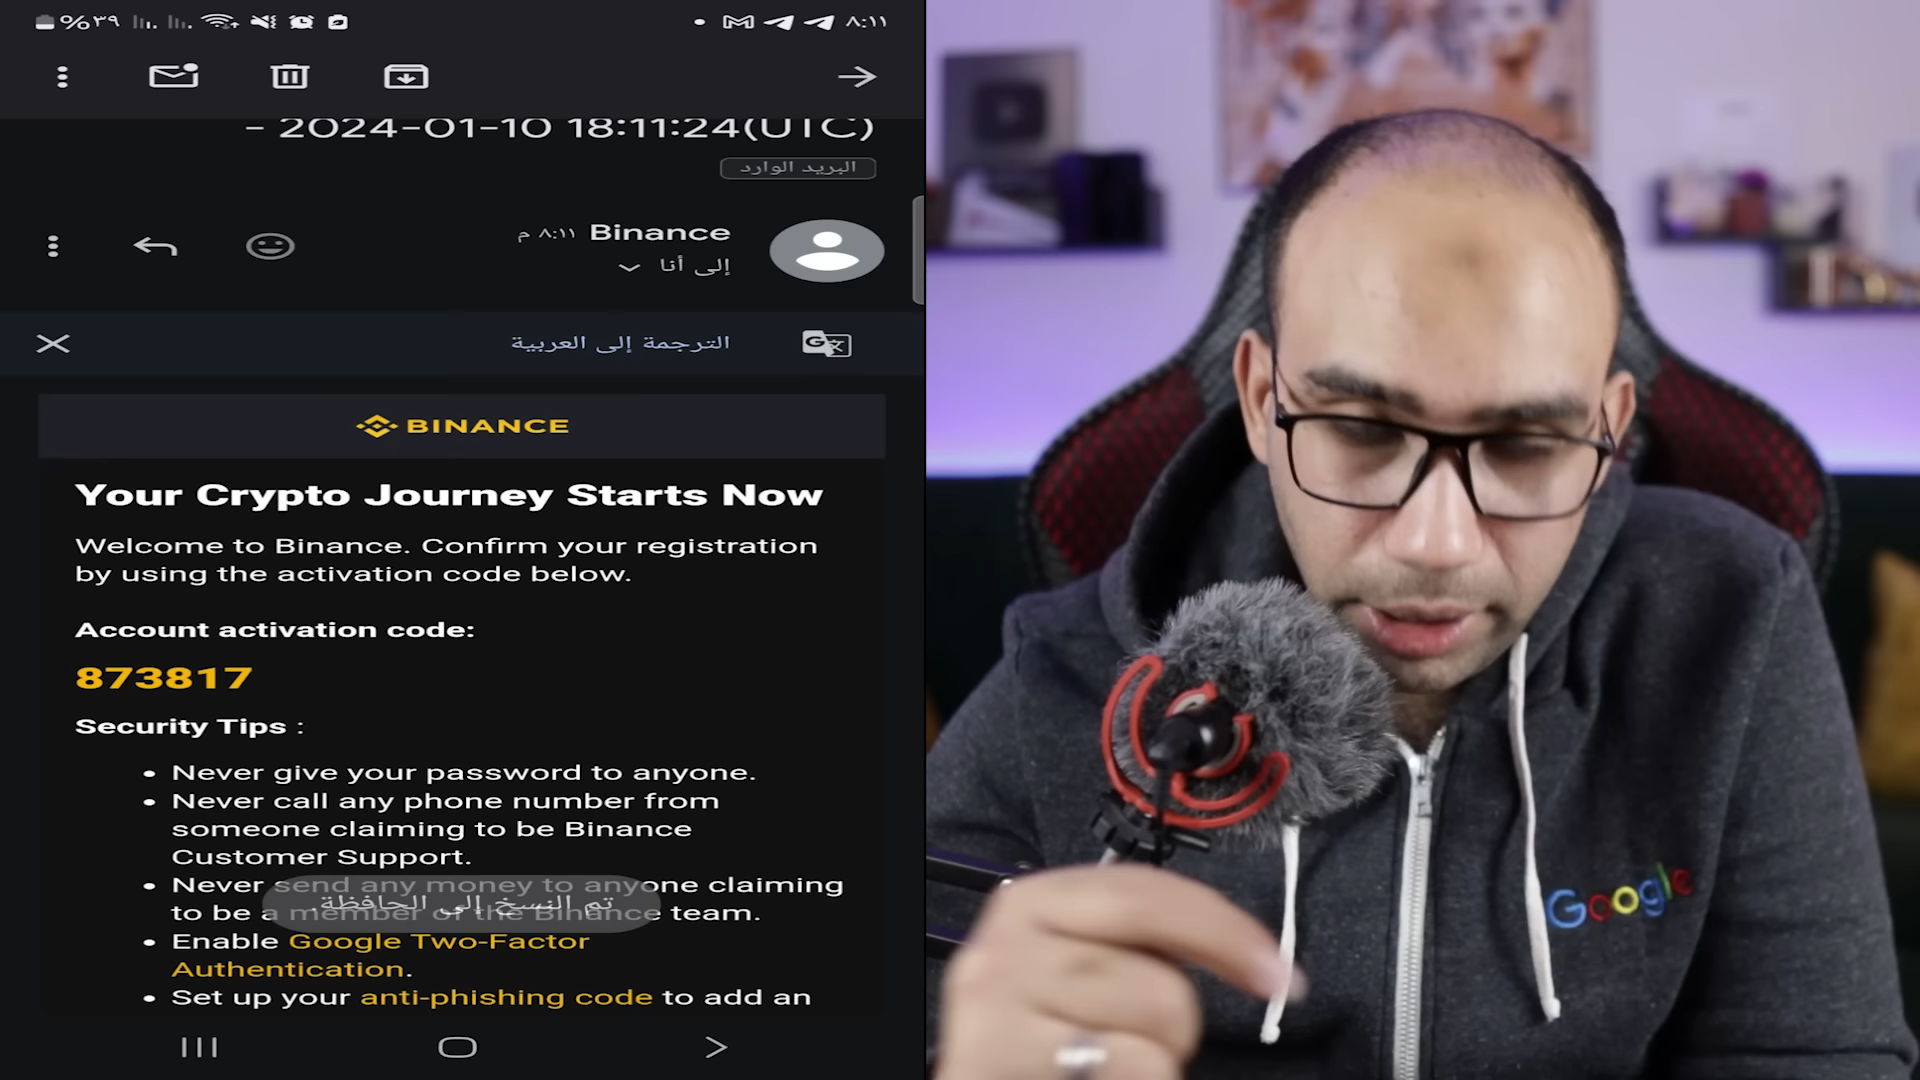 %٣٩
٨:١١
- 2024-01-10 18:11:24(UTC)
البريد الوارد
Binance ٨:١١ م
إلى أنا
الترجمة إلى العربية
BINANCE
Your Crypto Journey Starts Now
Welcome to Binance. Confirm your registration
by using the activation code below.
Account activation code:
873817
Security Tips :
• Never give your password to anyone.
• Never call any phone number from
someone claiming to be Binance
Customer Support.
• Never send any money to anyone claiming
to be a member of the Binance team.
تم النسخ إلى الحافظة.
• Enable Google Two-Factor
Authentication.
• Set up your anti-phishing code to add an
Google